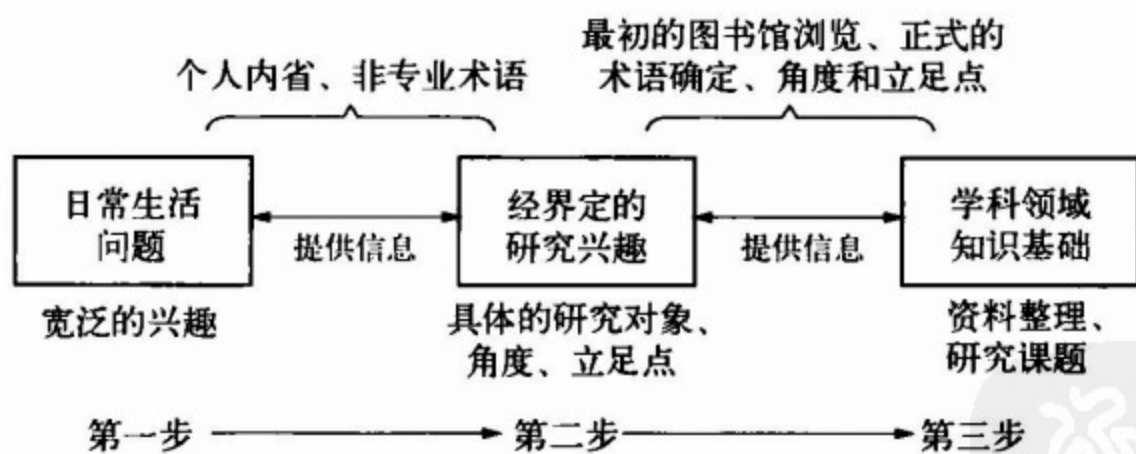 个人内省、非专业术语
最初的图书馆浏览、正式的
术语确定、角度和立足点
日常生活
问题
提供信息
经界定的
研究兴趣
提供信息
学科领域
知识基础
宽泛的兴趣
具体的研究对象、
角度、立足点
资料整理、
研究课题
第一步
第二步
第三步